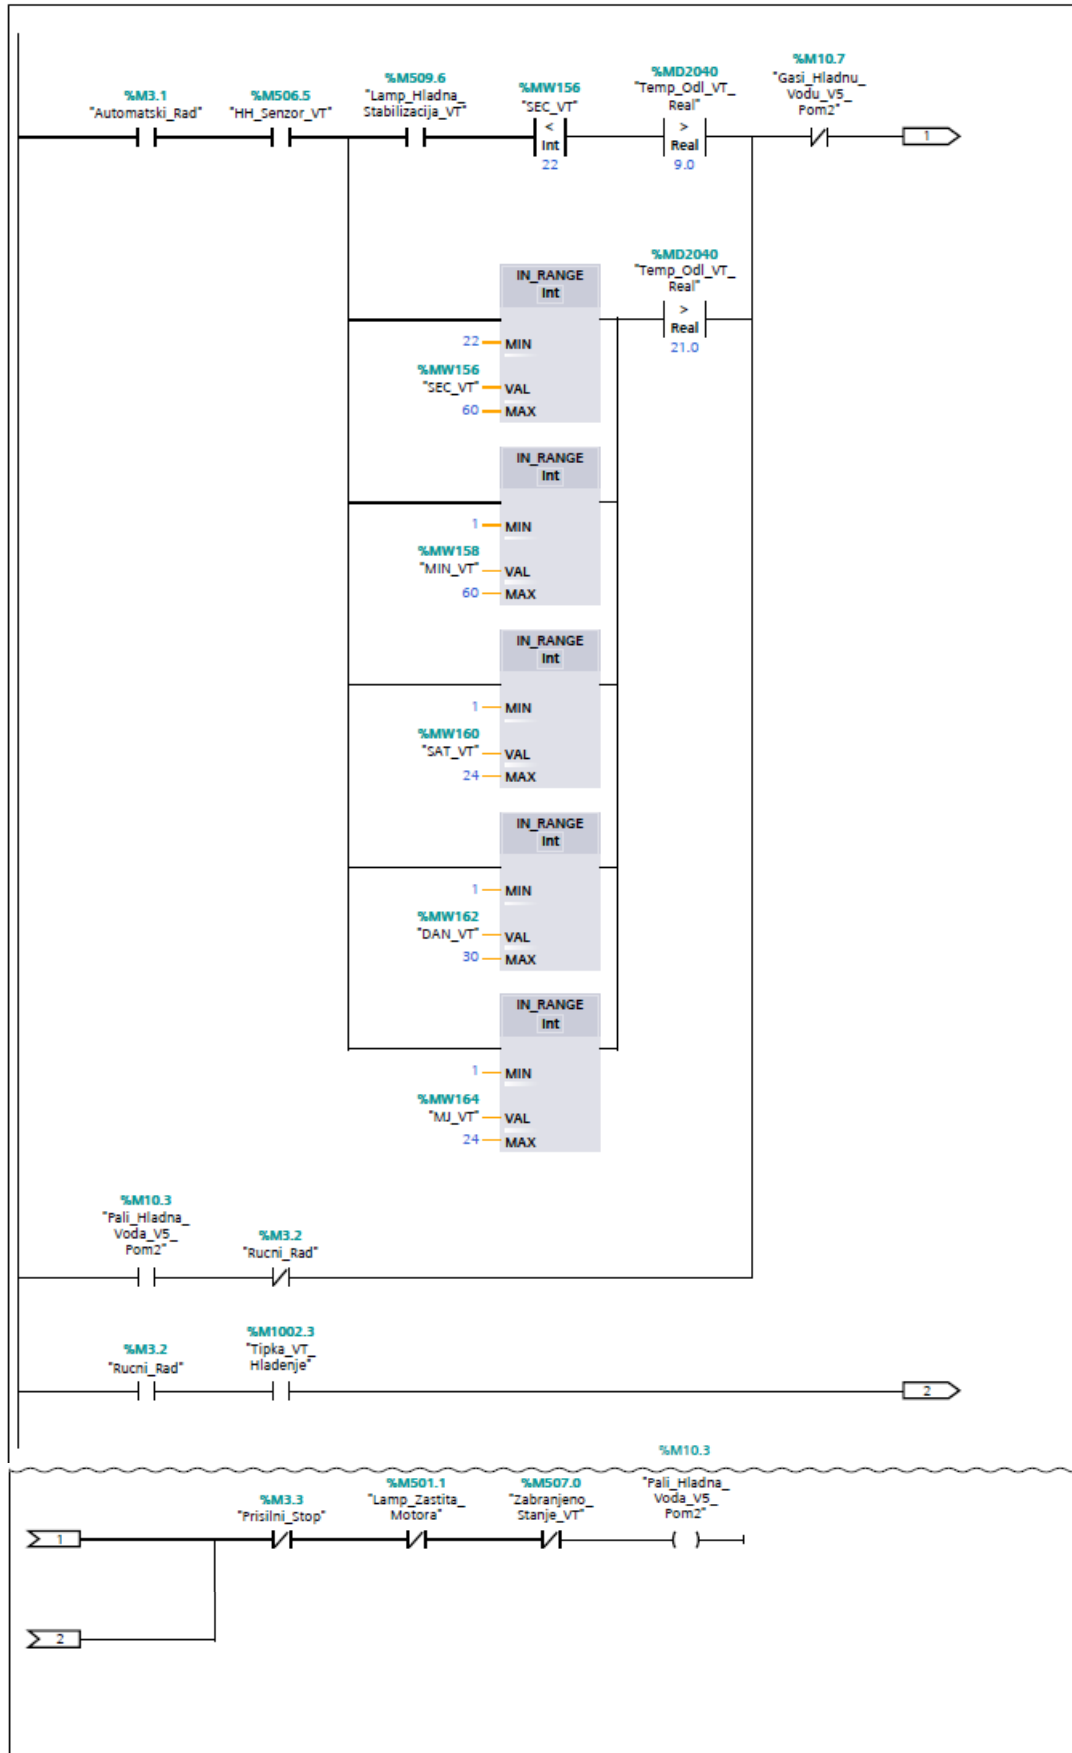 %M3.1
"Automatski_Rad"
%M506.5
"HH_Senzor_VT"
%M509.6
"Lamp_Hladna_
Stabilizacija_VT"
%MW156
"SEC_VT"
<
Int
22
%MD2040
"Temp_Odl_VT_
Real"
>
Real
9.0
%M10.7
"Gasi_Hladnu_
Vodu_V5_
Pom2"
1
IN_RANGE
Int
22
MIN
%MW156
"SEC_VT"
VAL
60
MAX
%MD2040
"Temp_Odl_VT_
Real"
>
Real
21.0
IN_RANGE
Int
1
MIN
%MW158
"MIN_VT"
VAL
60
MAX
IN_RANGE
Int
1
MIN
%MW160
"SAT_VT"
VAL
24
MAX
IN_RANGE
Int
1
MIN
%MW162
"DAN_VT"
VAL
30
MAX
IN_RANGE
Int
1
MIN
%MW164
"MJ_VT"
VAL
24
MAX
%M10.3
"Pali_Hladna_
Voda_V5_
Pom2"
%M3.2
"Rucni_Rad"
%M3.2
"Rucni_Rad"
%M1002.3
"Tipka_VT_
Hladenje"
2
1
%M3.3
"Prisilni_Stop"
%M501.1
"Lamp_Zastita_
Motora"
%M507.0
"Zabranjeno_
Stanje_VT"
%M10.3
"Pali_Hladna_
Voda_V5_
Pom2"
2